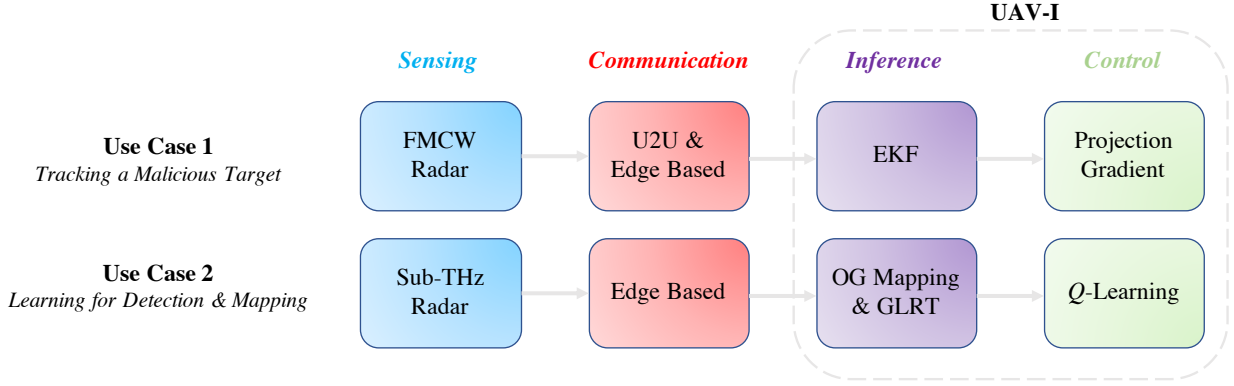 UAV-I
Sensing
Communication
Inference
Control
Use Case 1
Tracking a Malicious Target
FMCW
Radar
U2U &
Edge Based
EKF
Projection
Gradient
Use Case 2
Learning for Detection & Mapping
Sub-THz
Radar
Edge Based
OG Mapping
& GLRT
Q-Learning